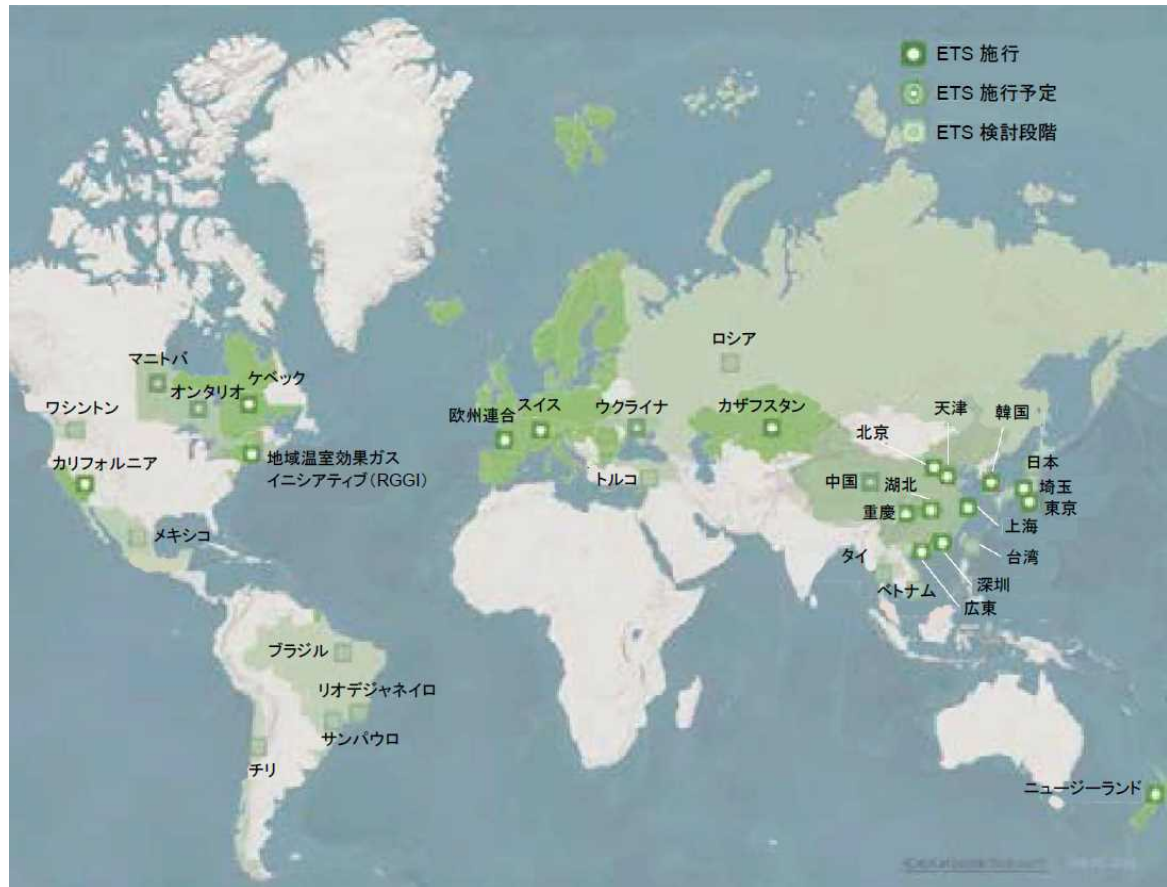 ETS 施行
ETS 施行予定
ETS 検討段階
ロシア
マニトバ
オンタリオ
ケベック
ワシントン
カリフォルニア
地域温室効果ガス
イニシアティブ(RGGI)
メキシコ
欧州連合
スイス
ウクライナ
カザフスタン
トルコ
北京
天津
韓国
日本
埼玉
東京
中国
湖北
重慶
上海
台湾
タイ
ベトナム
深圳
広東
ブラジル
リオデジャネイロ
サンパウロ
チリ
ニュージーランド